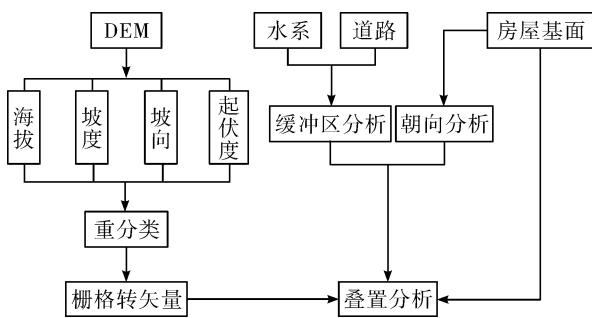 DEM
水系
道路
房屋基面
海拔
坡度
坡向
起伏度
缓冲区分析
朝向分析
重分类
栅格转矢量
叠置分析